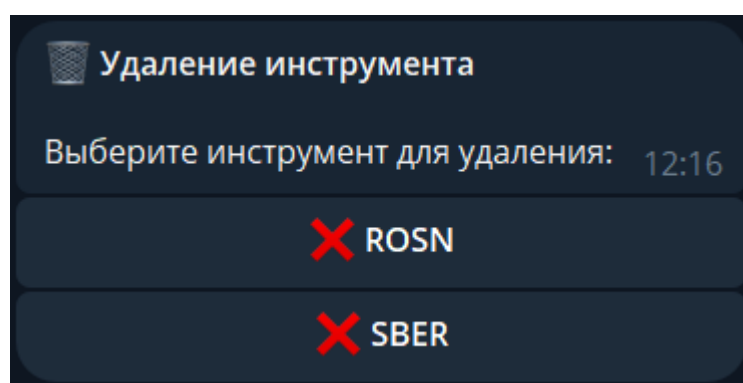 Удаление инструмента
Выберите инструмент для удаления:
12:16
ROSN
SBER